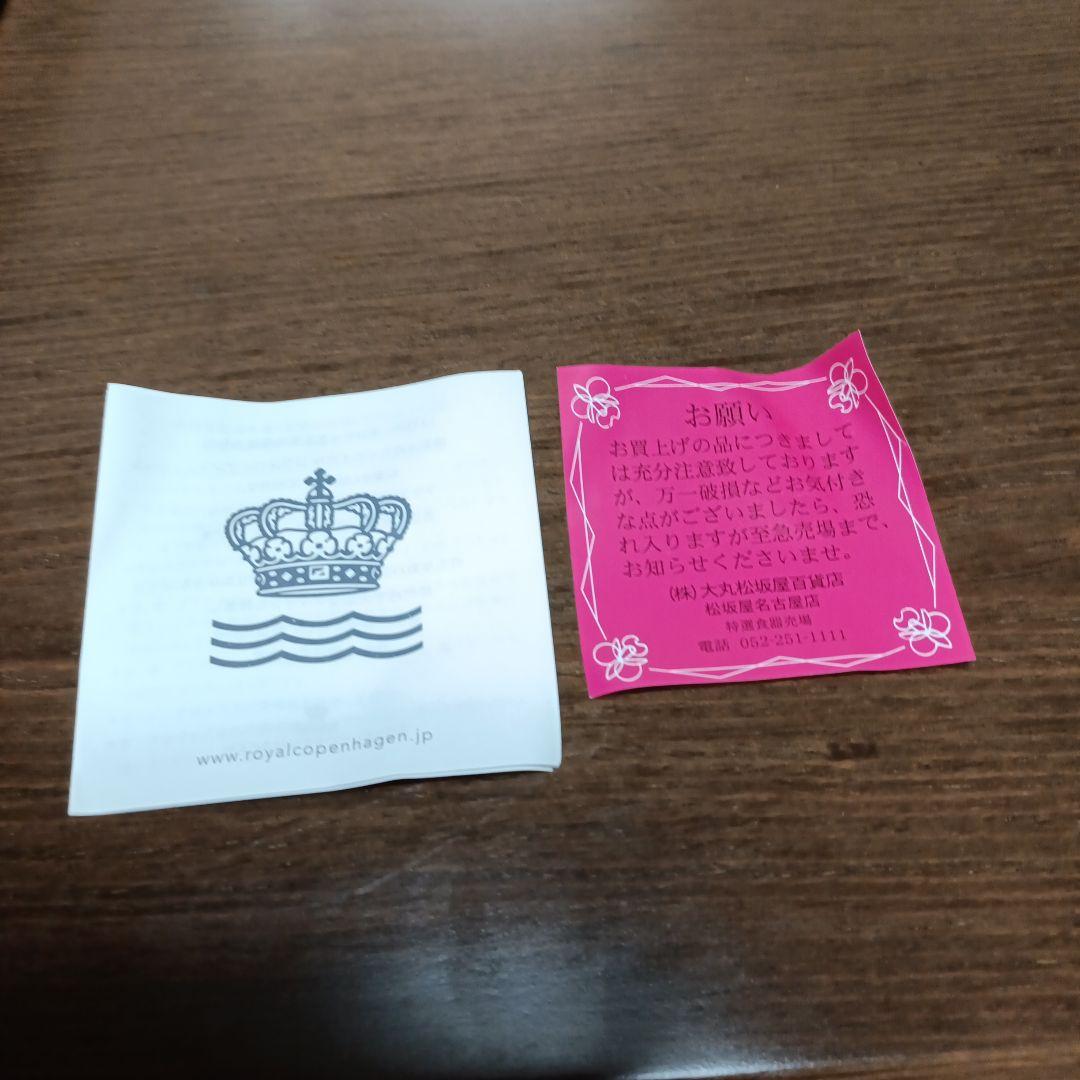 www.royalcopenhagen.jp
お願い
お買上げの品につきまして
は充分注意致しております
が、万一破損などお気付き
な点がございましたら、恐
れ入りますが至急売場まで、
お知らせくださいませ。
(株)大丸松坂屋百貨店
松坂屋名古屋店
特選食器売場
電話 052-251-1111